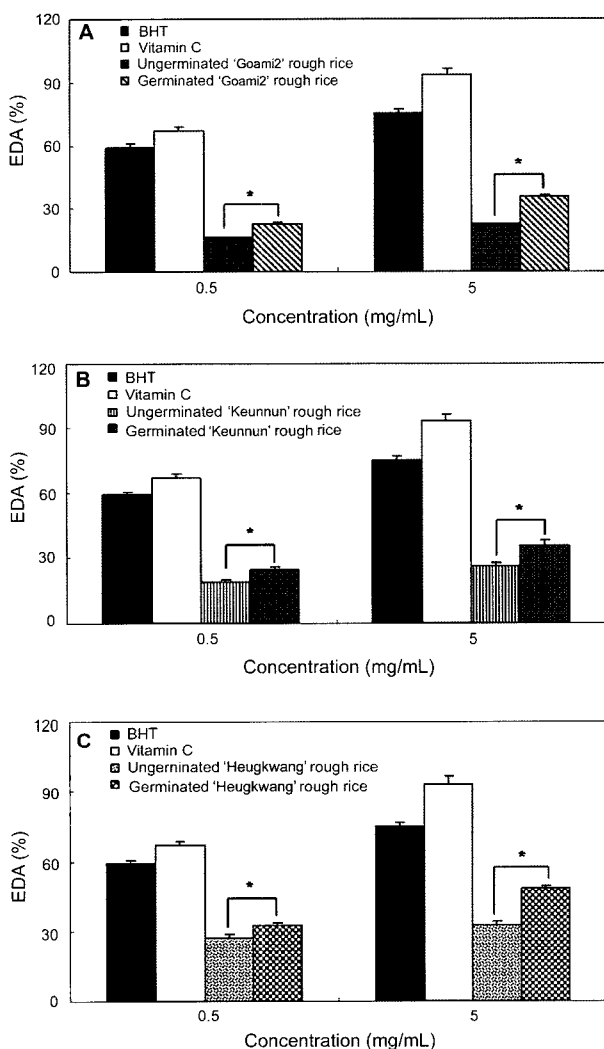 A
BHT
Vitamin C
Ungerminated 'Goami2' rough rice
Germinated 'Goami2' rough rice
EDA (%)
120
90
60
30
0
*
*
0.5
5
Concentration (mg/mL)
B
BHT
Vitamin C
Ungerminated 'Keunnun' rough rice
Germinated 'Keunnun' rough rice
EDA (%)
120
90
60
30
0
*
*
0.5
5
Concentration (mg/mL)
C
BHT
Vitamin C
Ungerninated 'Heugkwang' rough rice
Germinated 'Heugkwang' rough rice
EDA (%)
120
90
60
30
0
*
*
0.5
5
Concentration (mg/mL)